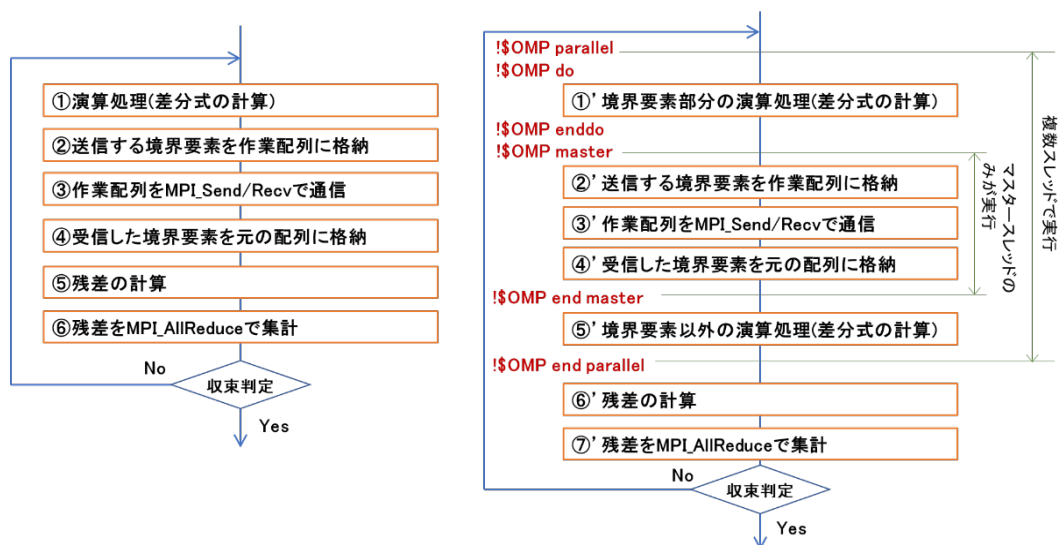 ①演算処理(差分式の計算)
②送信する境界要素を作業配列に格納
③作業配列をMPI_Send/Recvで通信
④受信した境界要素を元の配列に格納
⑤残差の計算
⑥残差をMPI_AllReduceで集計
No
収束判定
Yes
!$OMP parallel
!$OMP do
①’境界要素部分の演算処理(差分式の計算)
!$OMP enddo
!$OMP master
②’送信する境界要素を作業配列に格納
③’作業配列をMPI_Send/Recvで通信
④’受信した境界要素を元の配列に格納
!$OMP end master
⑤’境界要素以外の演算処理(差分式の計算)
!$OMP end parallel
⑥’残差の計算
⑦’残差をMPI_AllReduceで集計
No
収束判定
Yes
マスタースレッドの
みが実行
複数スレッドで実行